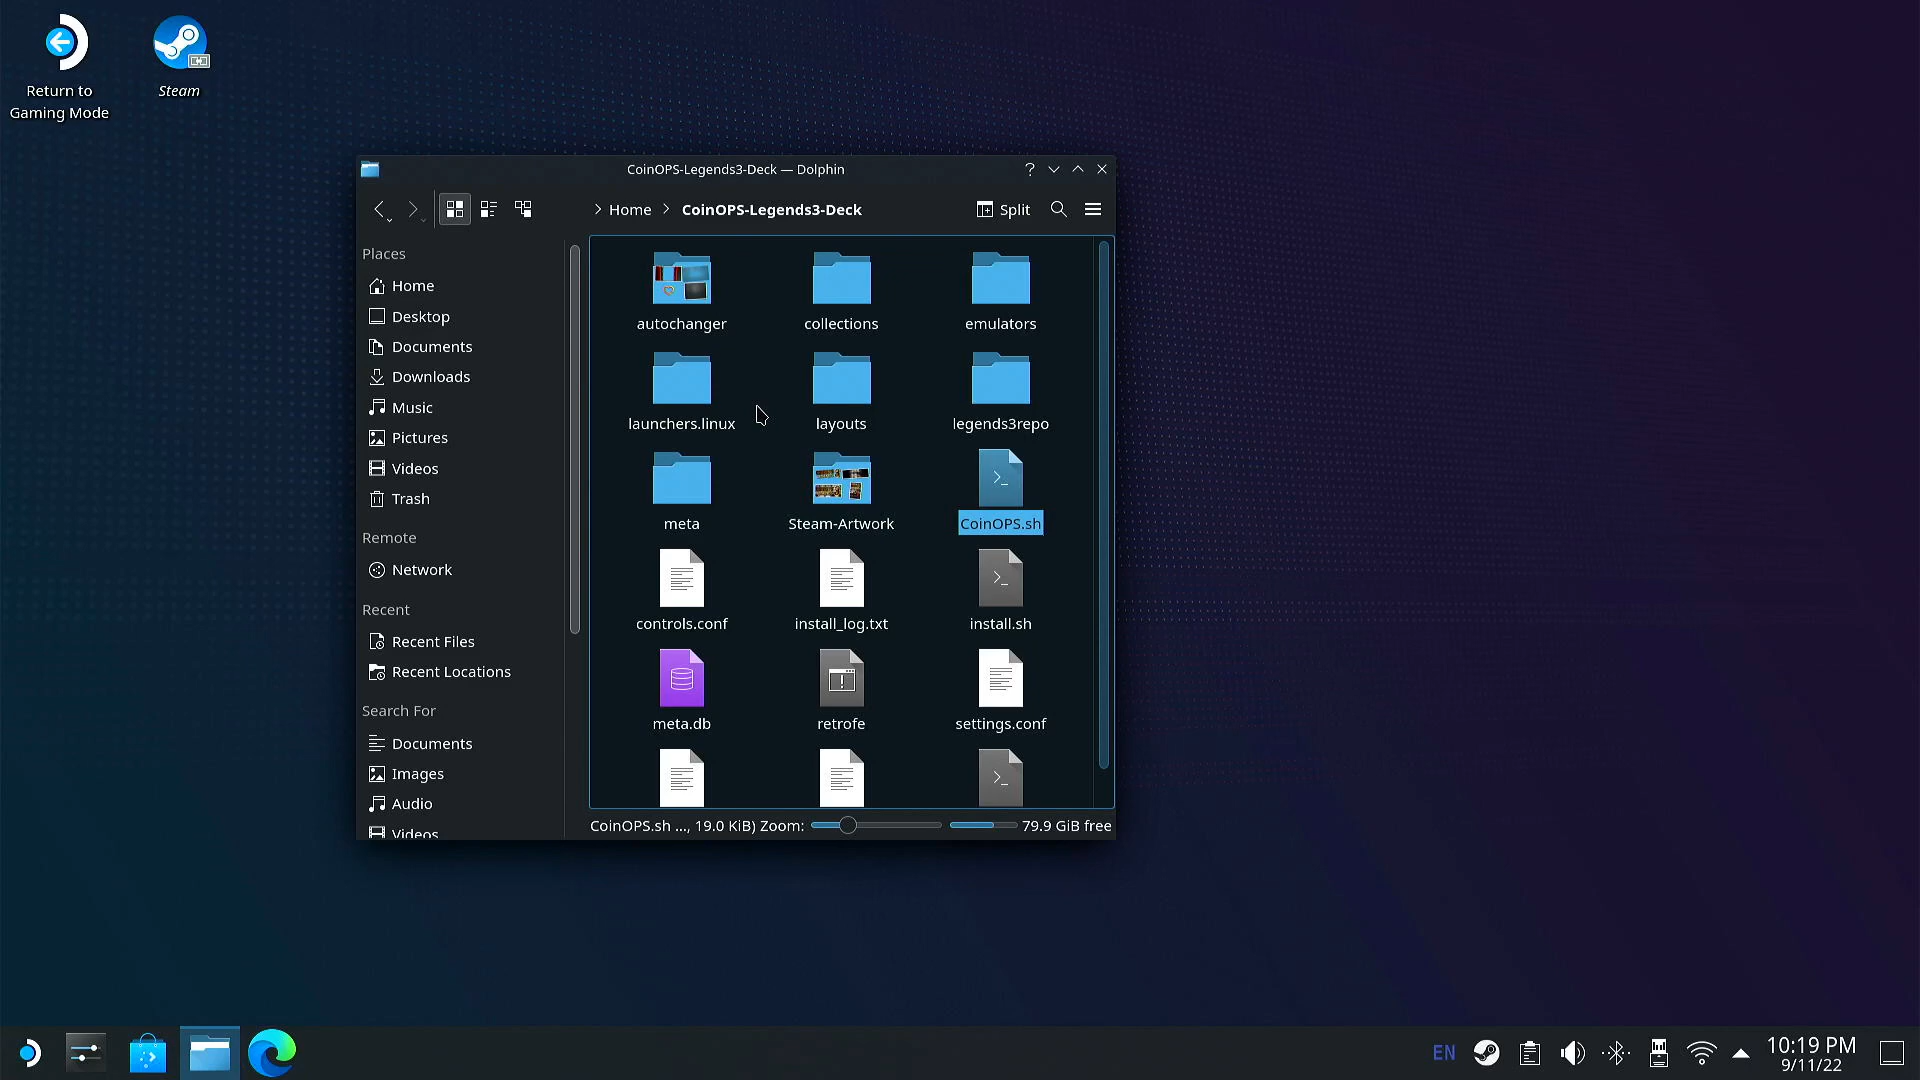 Return to
Gaming Mode
Steam
CoinOPS-Legends3-Deck — Dolphin
?
Home
CoinOPS-Legends3-Deck
Split
Places
Home
Desktop
Documents
Downloads
Music
Pictures
Videos
Trash
Remote
Network
Recent
Recent Files
Recent Locations
Search For
Documents
Images
Audio
Videos
autochanger
collections
emulators
launchers.linux
layouts
legends3repo
meta
Steam-Artwork
CoinOPS.sh
controls.conf
install_log.txt
install.sh
meta.db
retrofe
settings.conf
CoinOPS.sh ..., 19.0 KiB) Zoom:
79.9 GiB free
EN
10:19 PM
9/11/22